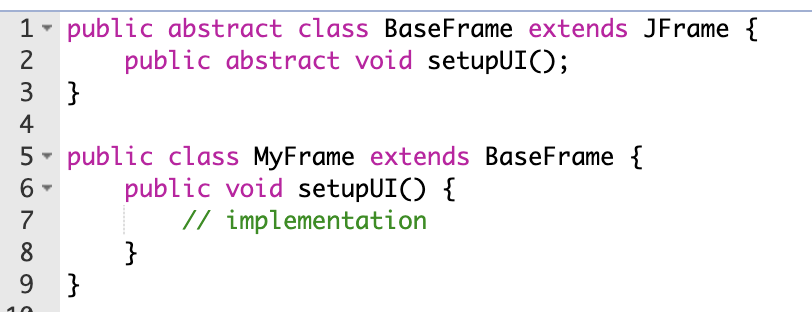 1 public abstract class BaseFrame extends JFrame {
2     public abstract void setupUI();
3 }
4
5 public class MyFrame extends BaseFrame {
6     public void setupUI() {
7         // implementation
8     }
9 }